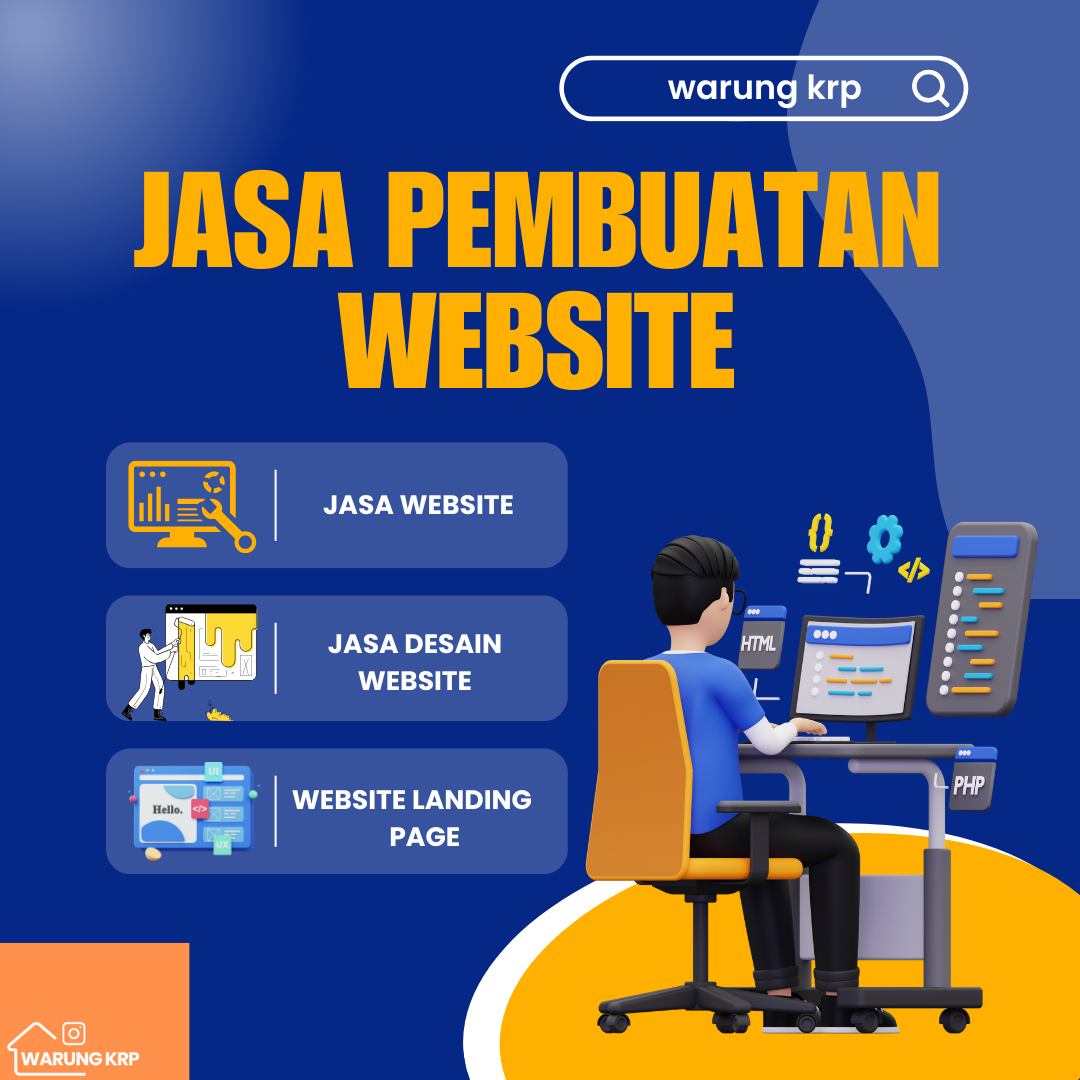 warung krp
JASA PEMBUATAN
WEBSITE
JASA WEBSITE
JASA DESAIN
WEBSITE
UI
Hello.
</>
UX
WEBSITE LANDING
PAGE
{}
</>
HTML
PHP
WARUNG KRP